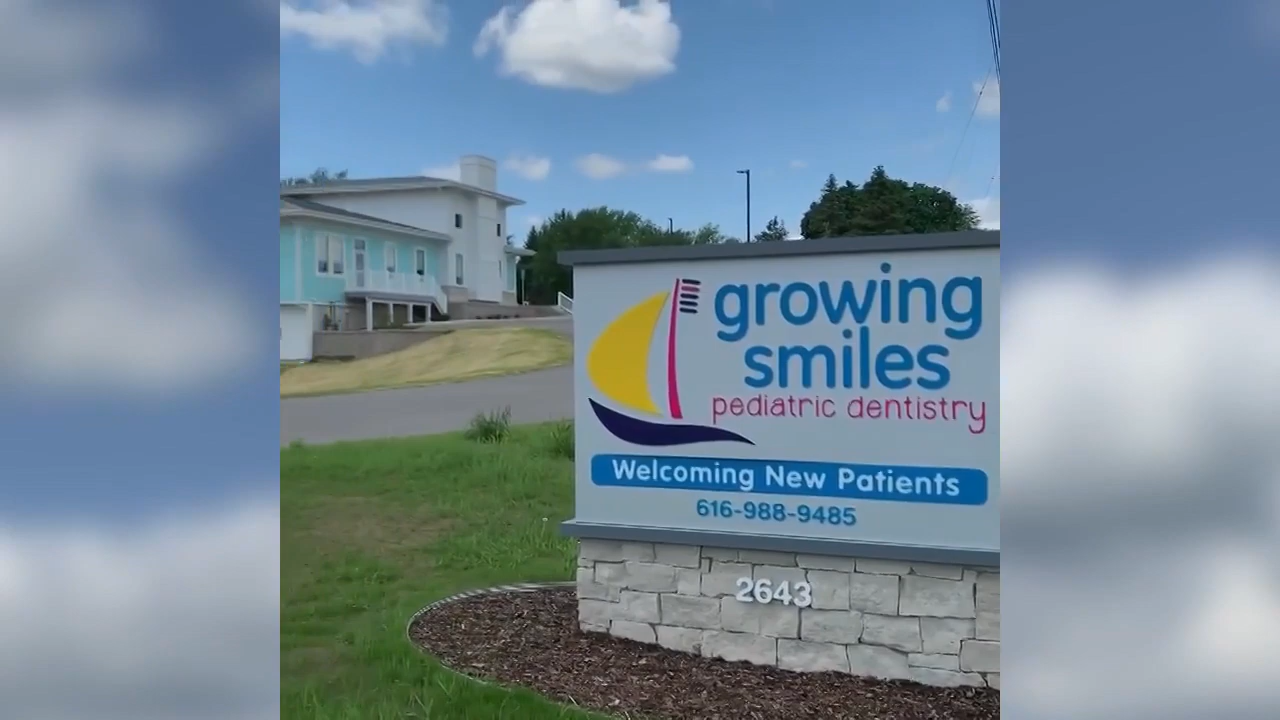 growing
smiles
pediatric dentistry
Welcoming New Patients
616-988-9485
2643